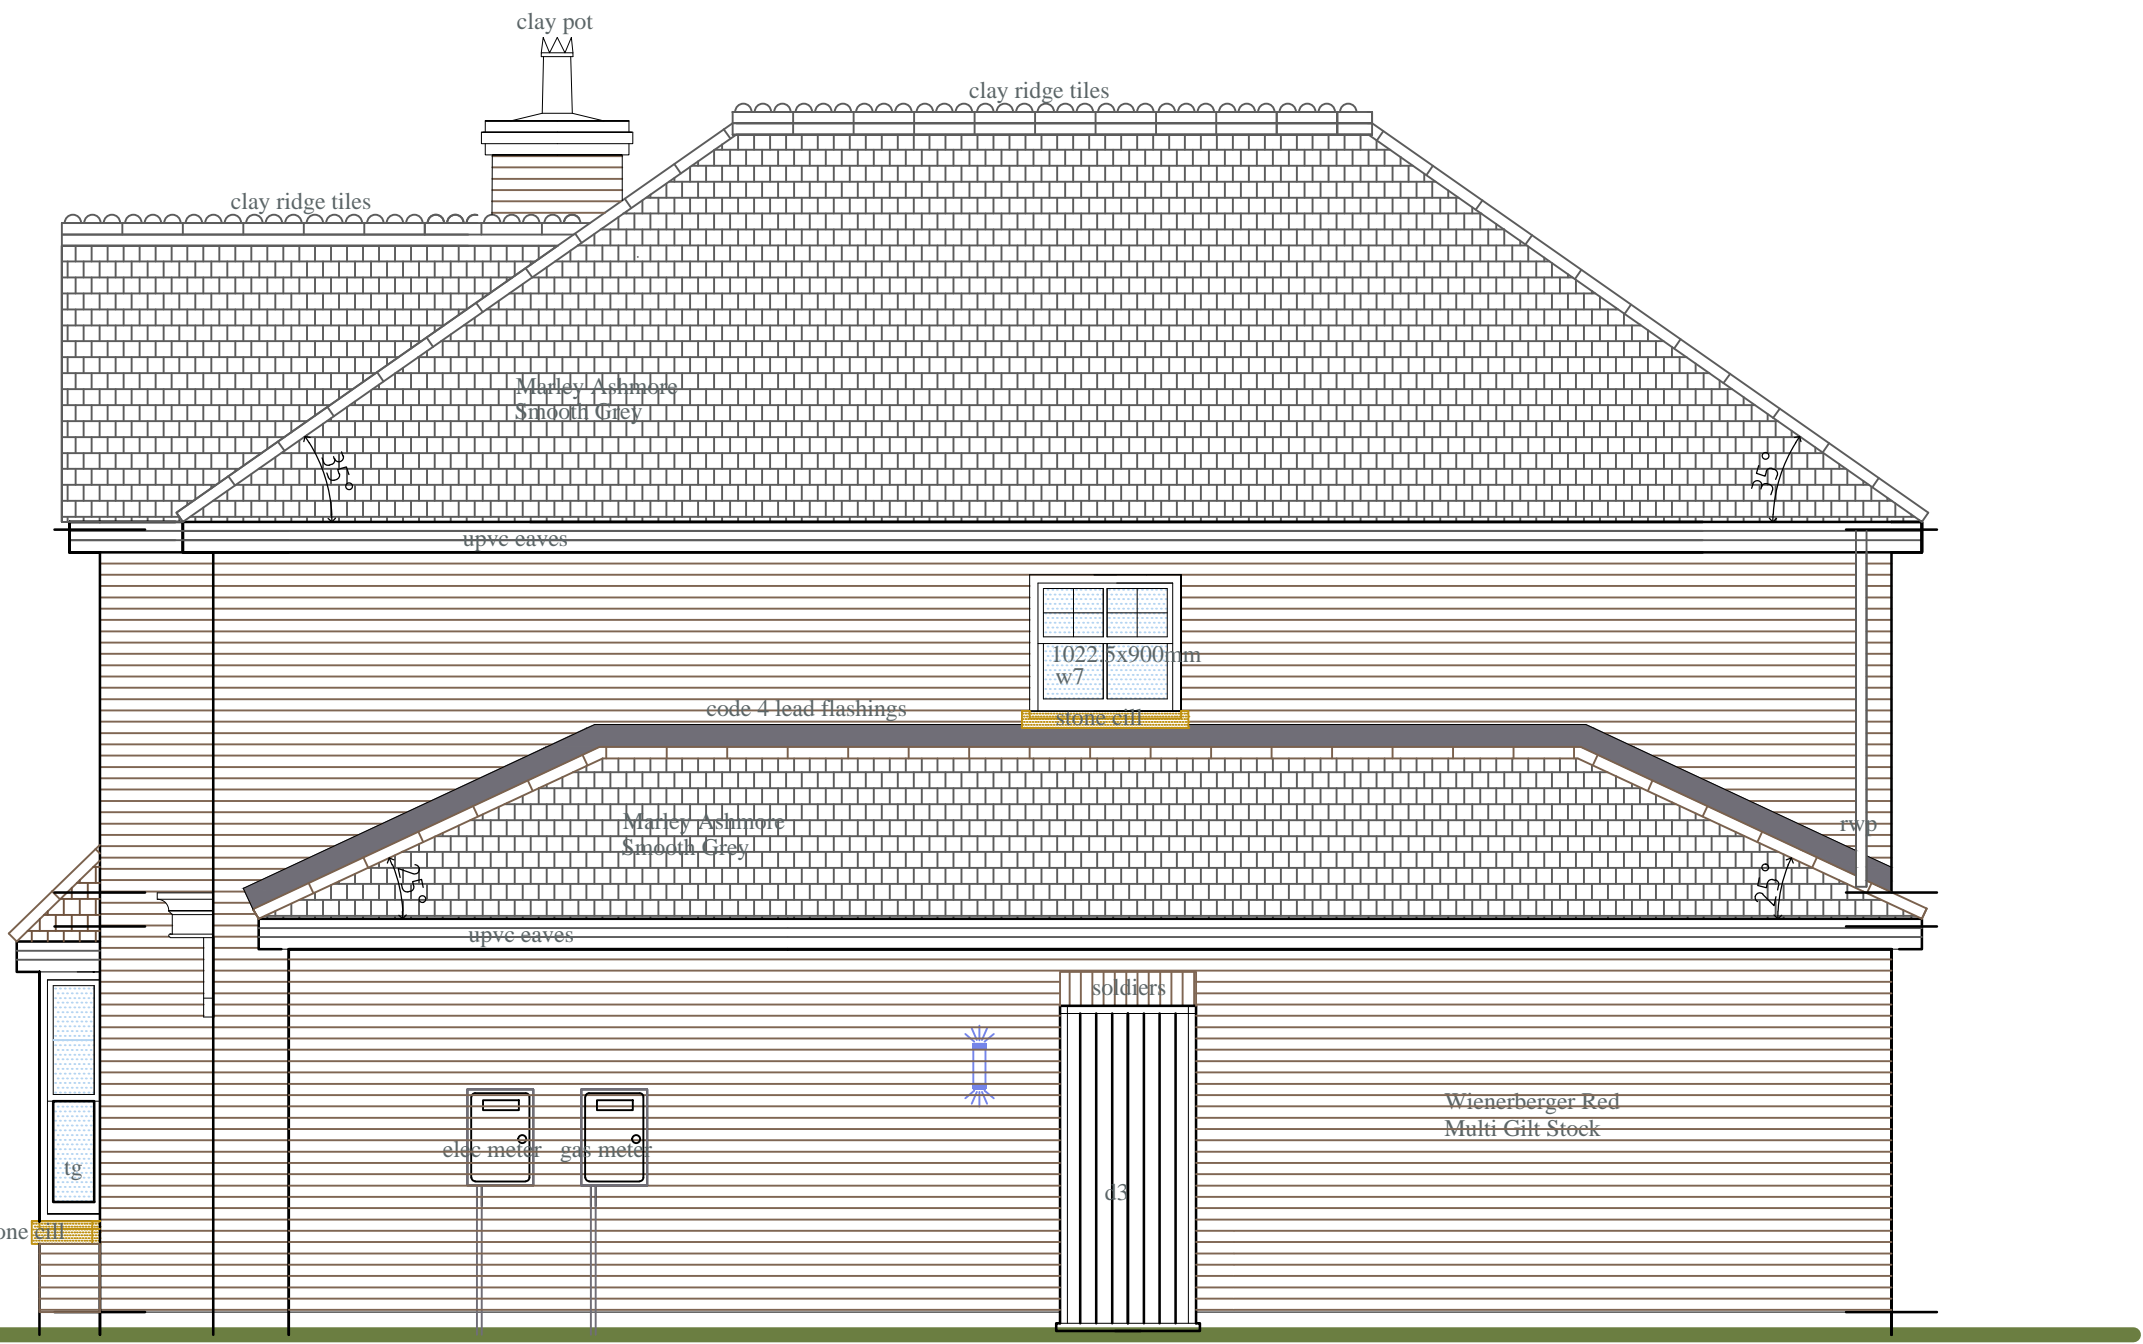 clay pot
clay ridge tiles
clay ridge tiles
Marley Ashmore
Smooth Grey
35°
35°
upvc eaves
1022.5x900mm
w7
code 4 lead flashings
stone cill
Marley Ashmore
Smooth Grey
rwp
25°
25°
upvc eaves
soldiers
Wienerberger Red
Multi Gilt Stock
elec meter
gas meter
tg
d3
one cill